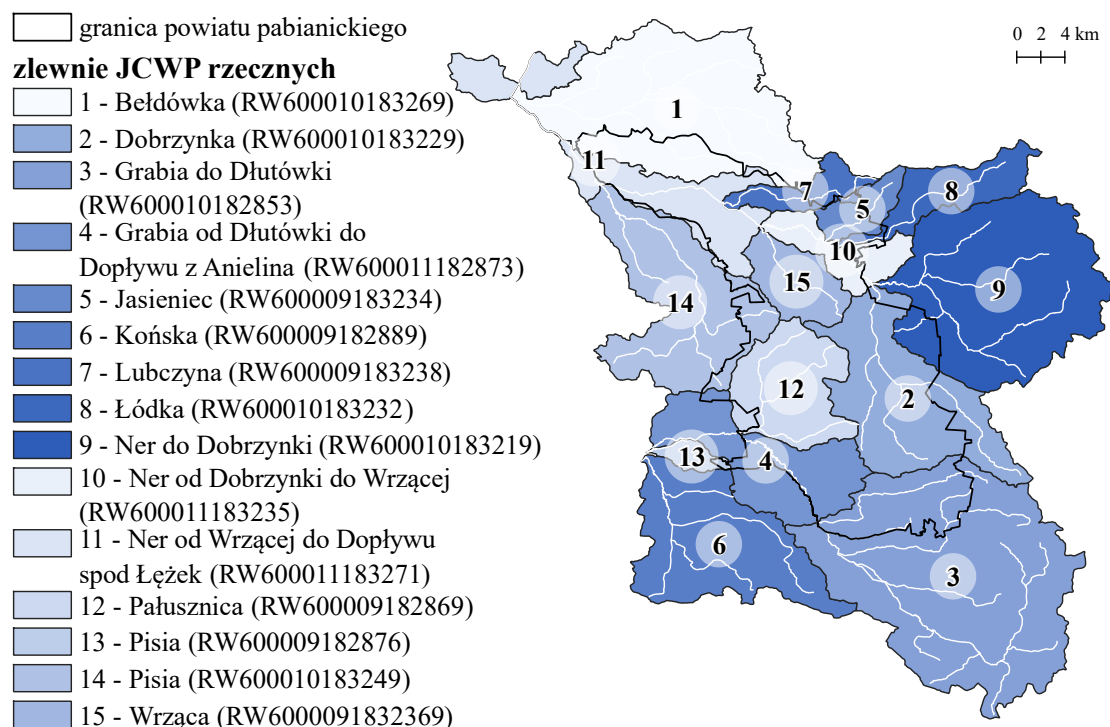 granica powiatu pabianickiego
zlewnie JCWP rzecznych
1 - Bełdówka (RW600010183269)
2 - Dobrzynka (RW600010183229)
3 - Grabia do Dłutówki
(RW600010182853)
4 - Grabia od Dłutówki do
Dopływu z Anielina (RW600011182873)
5 - Jasieniec (RW600009183234)
6 - Końska (RW600009182889)
7 - Lubczyna (RW600009183238)
8 - Łódka (RW600010183232)
9 - Ner do Dobrzynki (RW600010183219)
10 - Ner od Dobrzynki do Wrzącej
(RW600011183235)
11 - Ner od Wrzącej do Dopływu
spod Łężek (RW600011183271)
12 - Pałusznica (RW600009182869)
13 - Pisia (RW600009182876)
14 - Pisia (RW600010183249)
15 - Wrząca (RW6000091832369)
0 2 4 km
1
11
7
8
5
10
15
9
14
12
2
13
4
6
3